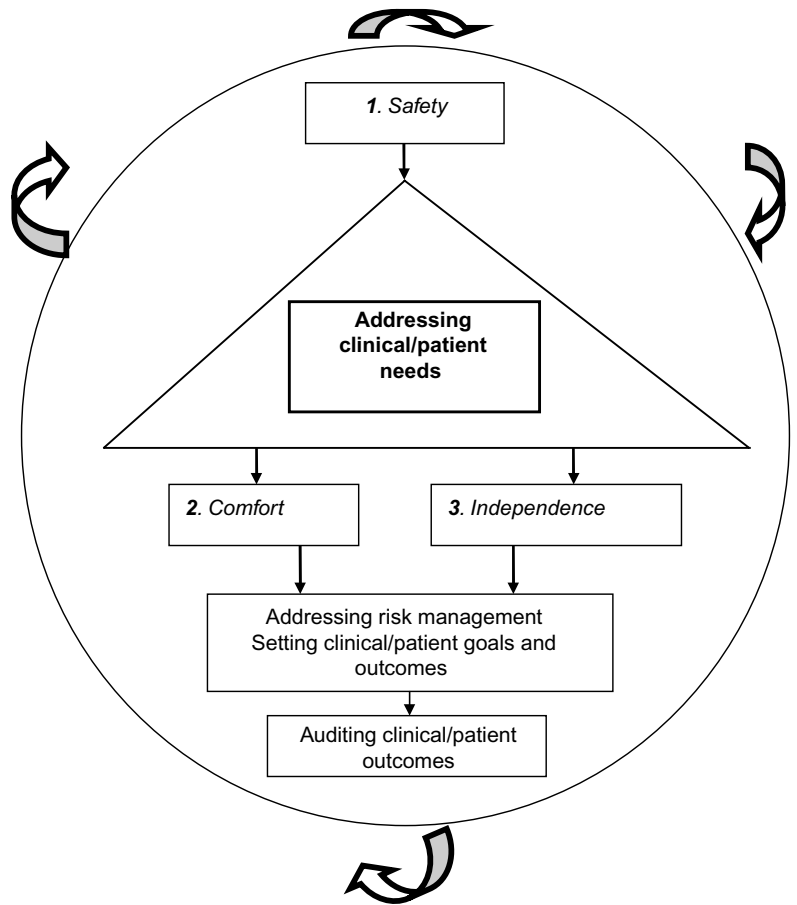 1. Safety
Addressing
clinical/patient
needs
2. Comfort
3. Independence
Addressing risk management
Setting clinical/patient goals and
outcomes
Auditing clinical/patient
outcomes